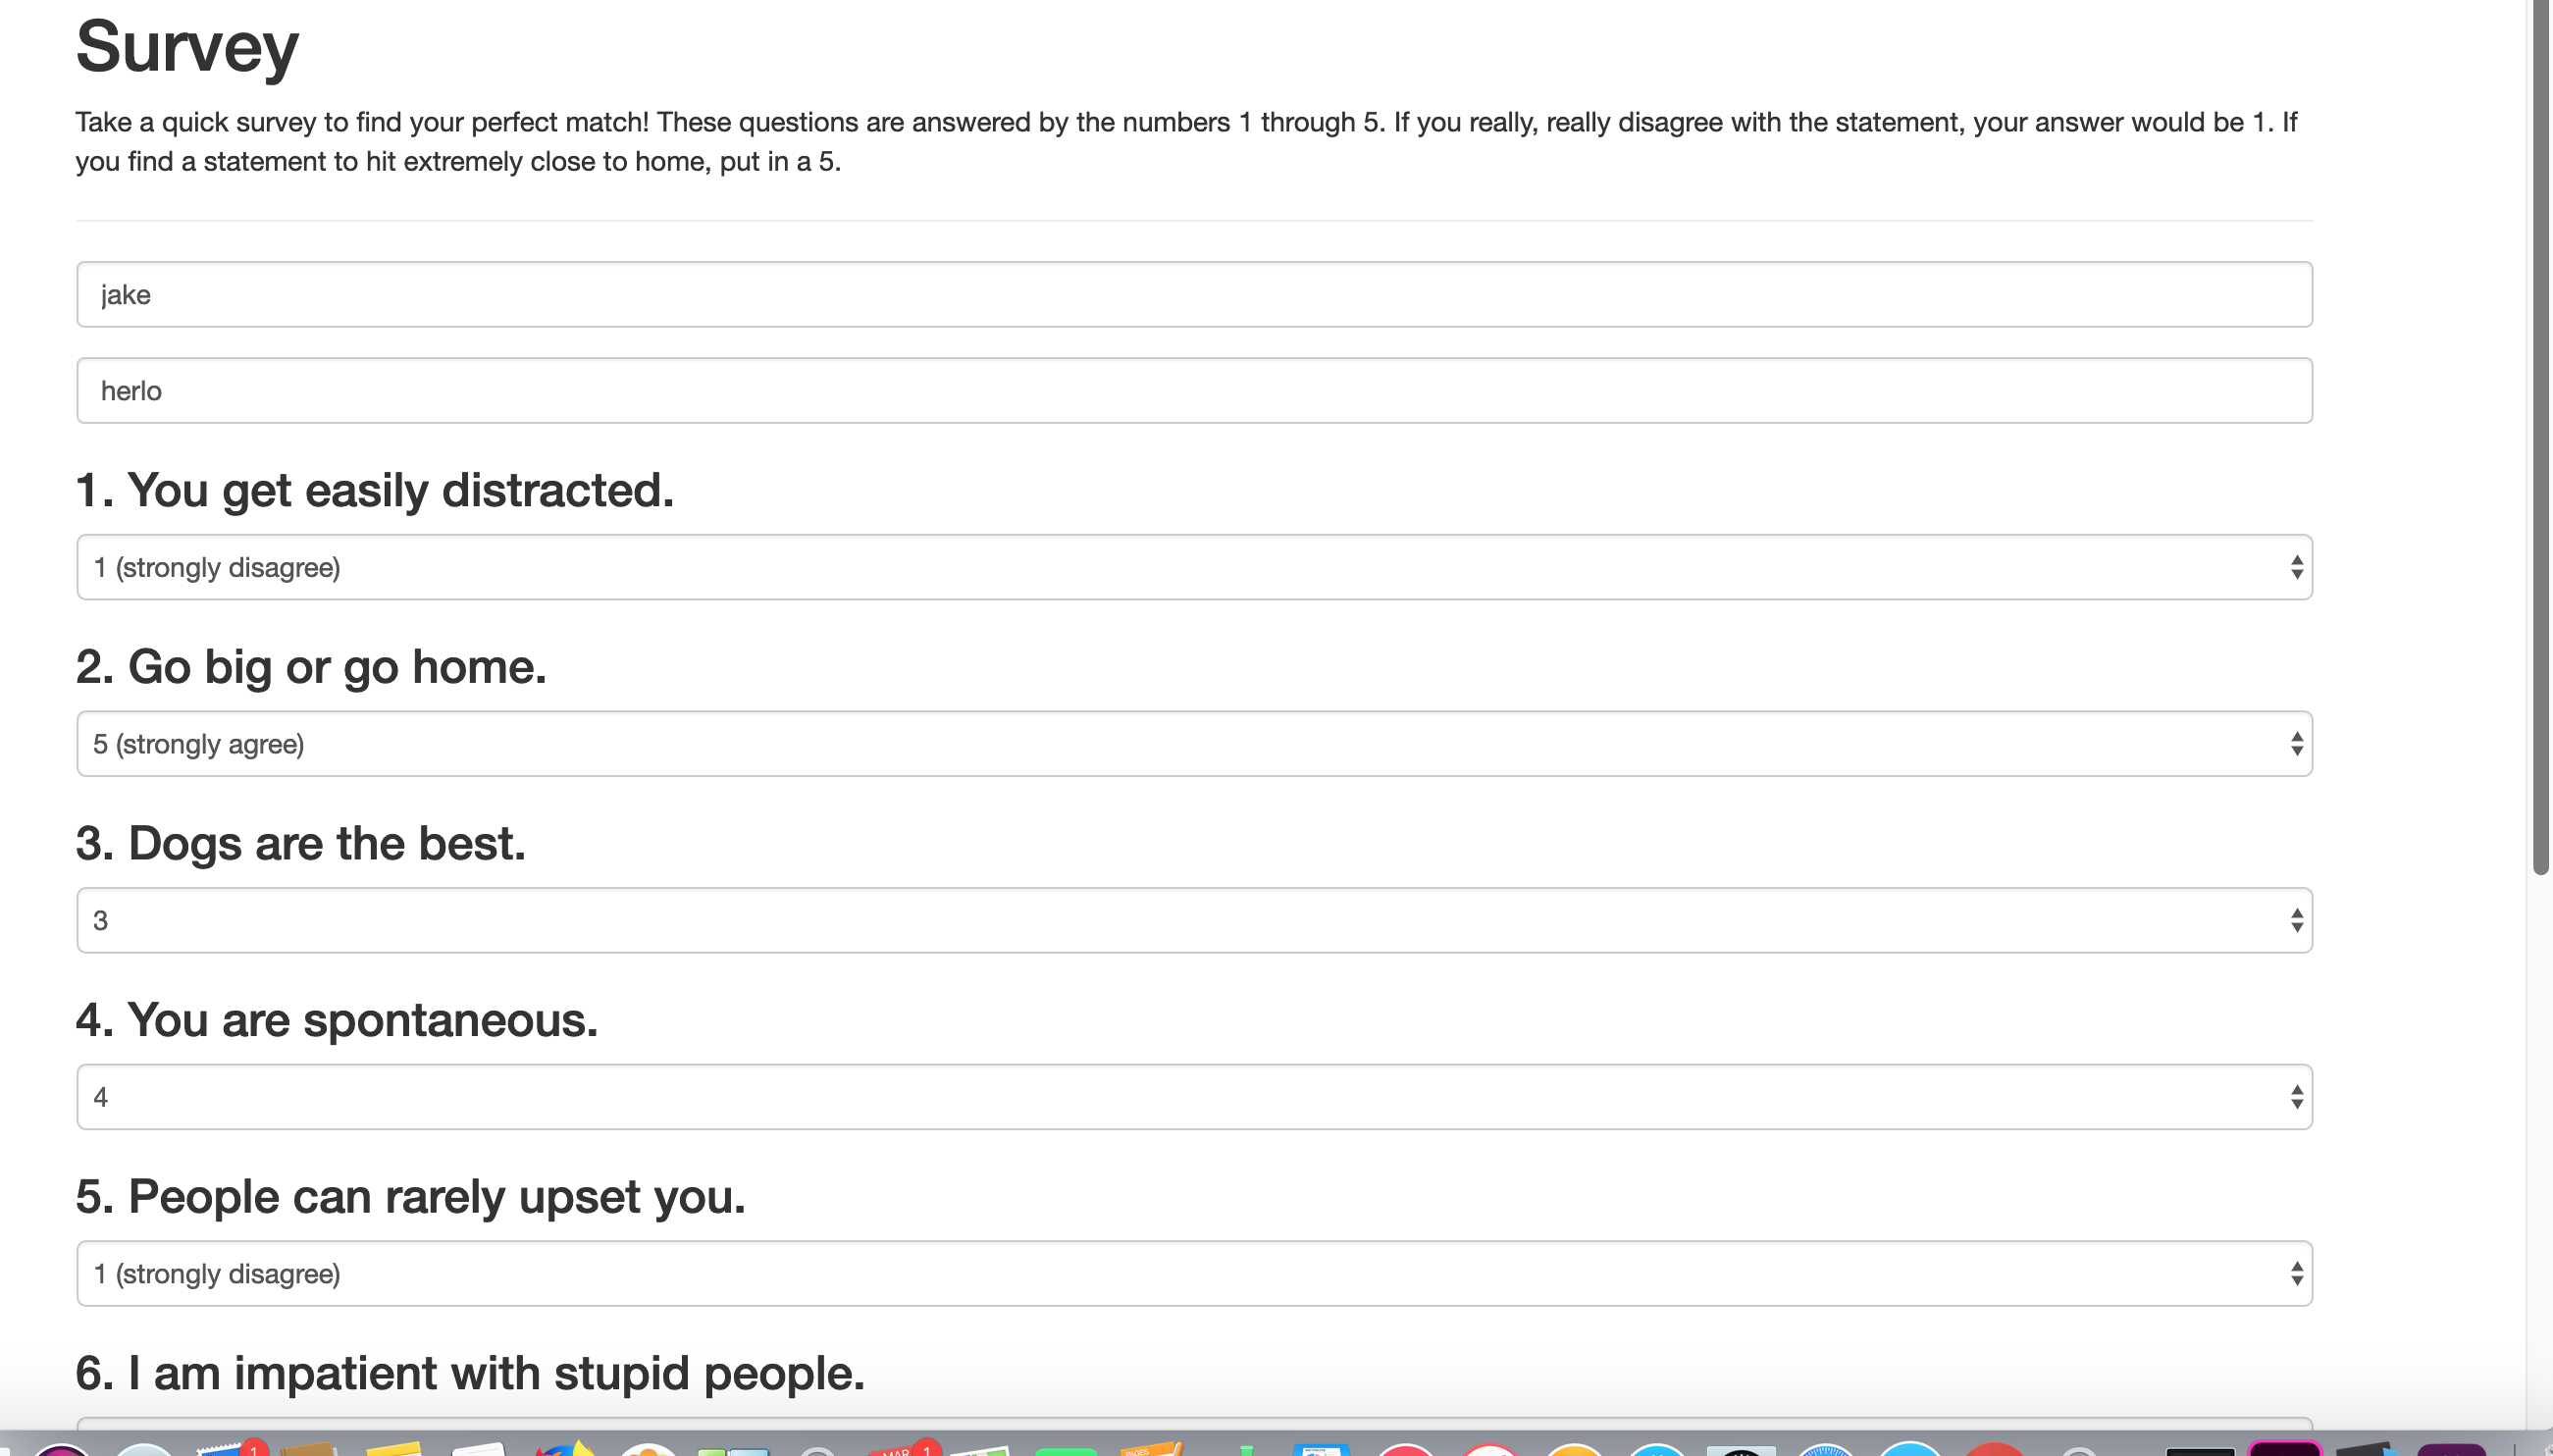 Survey
Take a quick survey to find your perfect match! These questions are answered by the numbers 1 through 5. If you really, really disagree with the statement, your answer would be 1. If
you find a statement to hit extremely close to home, put in a 5.
jake
herlo
1. You get easily distracted.
1 (strongly disagree)
2. Go big or go home.
5 (strongly agree)
3. Dogs are the best.
3
4. You are spontaneous.
4
5. People can rarely upset you.
1 (strongly disagree)
6. I am impatient with stupid people.
1
MAR
1
PAGES